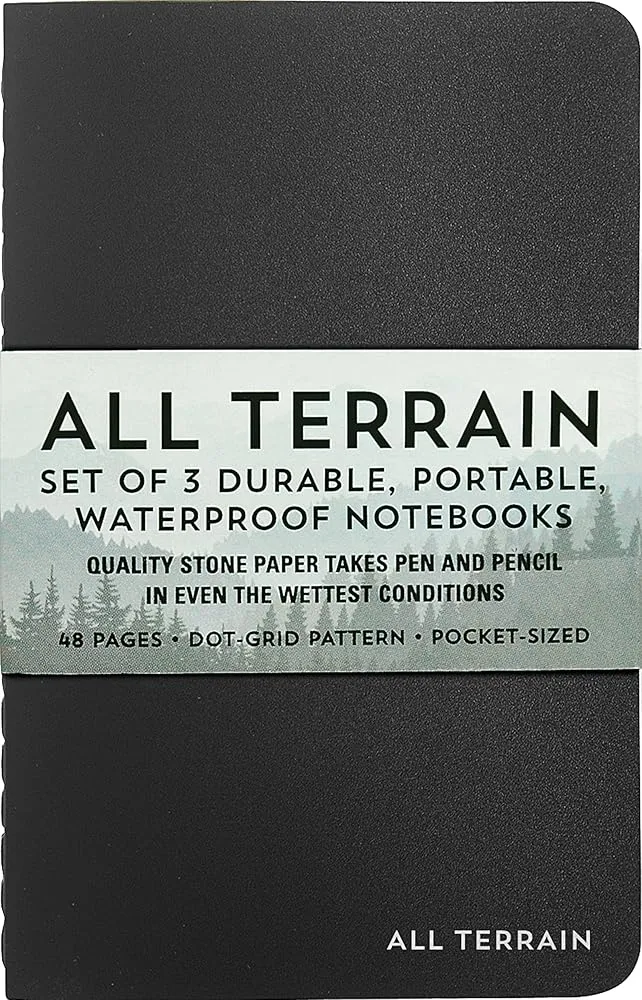 ALL TERRAIN
SET OF 3 DURABLE, PORTABLE,
WATERPROOF NOTEBOOKS
QUALITY STONE PAPER TAKES PEN AND PENCIL
IN EVEN THE WETTEST CONDITIONS
48 PAGES • DOT-GRID PATTERN • POCKET-SIZED
ALL TERRAIN